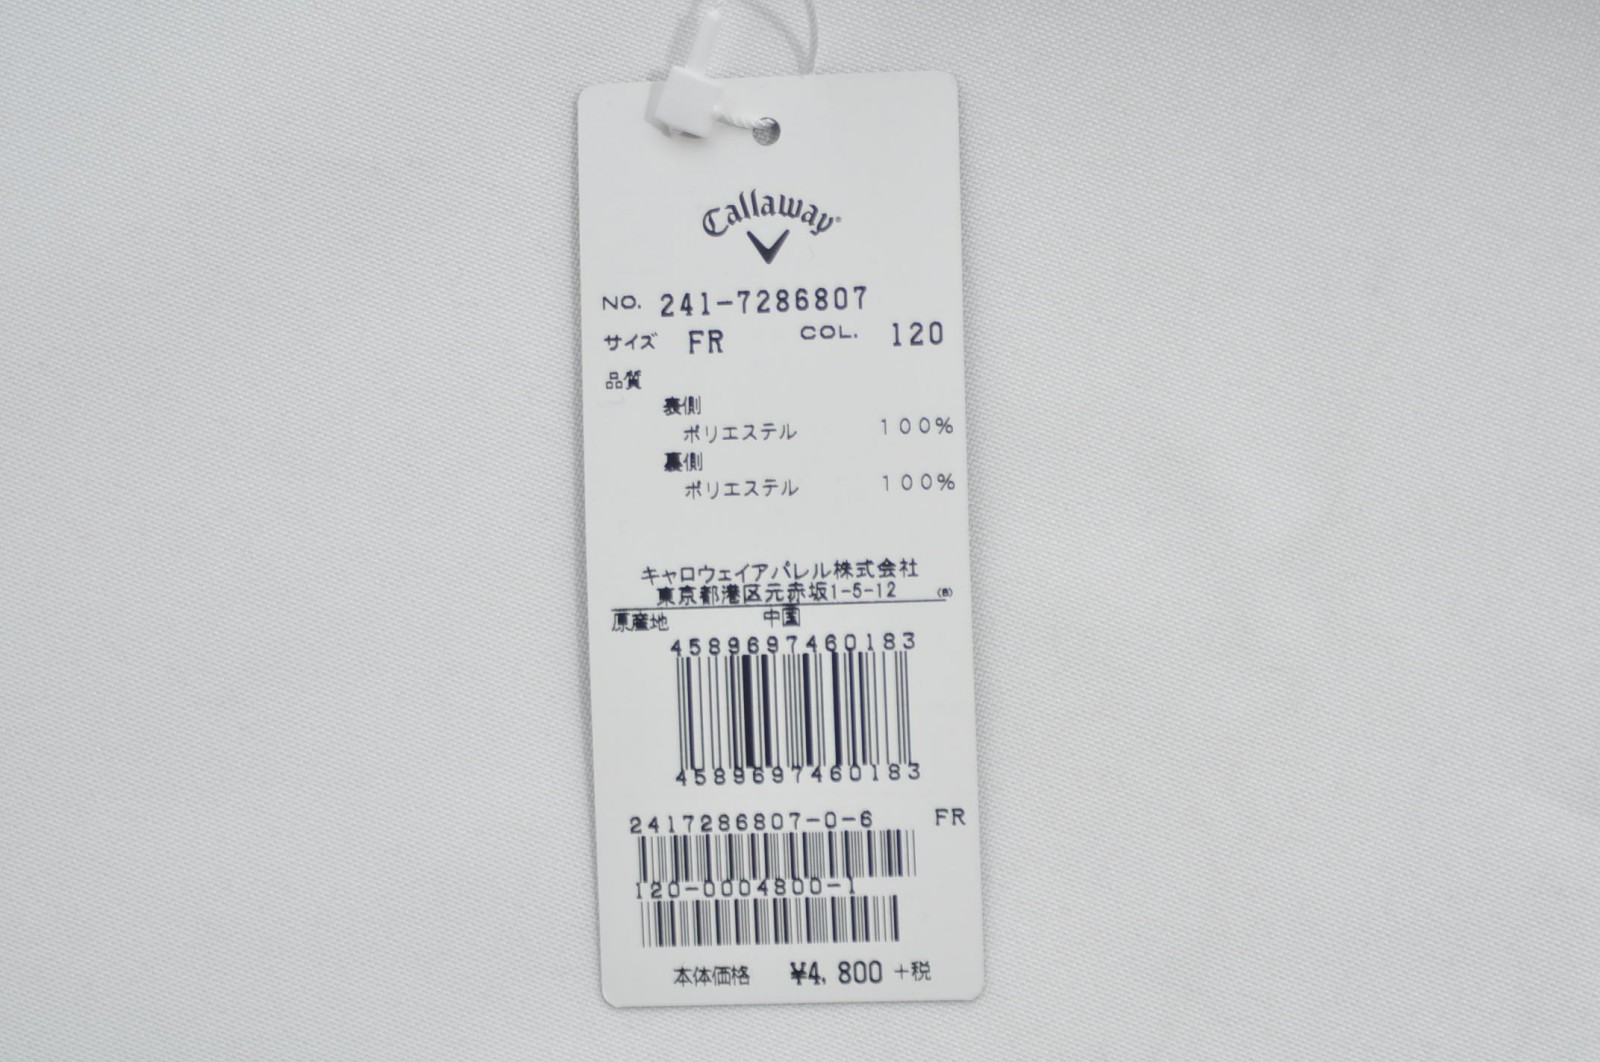 Callaway
NO. 241-7286807
サイズ FR COL. 120
品質
表側
ポリエステル 100%
裏側
ポリエステル 100%
キャロウェイアパレル株式会社
東京都港区元赤坂1-5-12
原産地 中国
4589697460183
4589697460183
2417286807-0-6 FR
120-0004800-1
本体価格 ¥4,800 +税